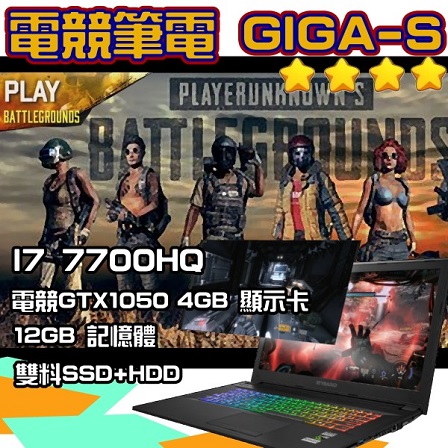 電競筆電 GIGA-S
PLAY
BATTLEGROUNDS
PLAYERUNKNOWN'S
BATTLEGROUNDS
I7 7700HQ
電競GTX1050 4GB 顯示卡
12GB 記憶體
雙料SSD+HDD